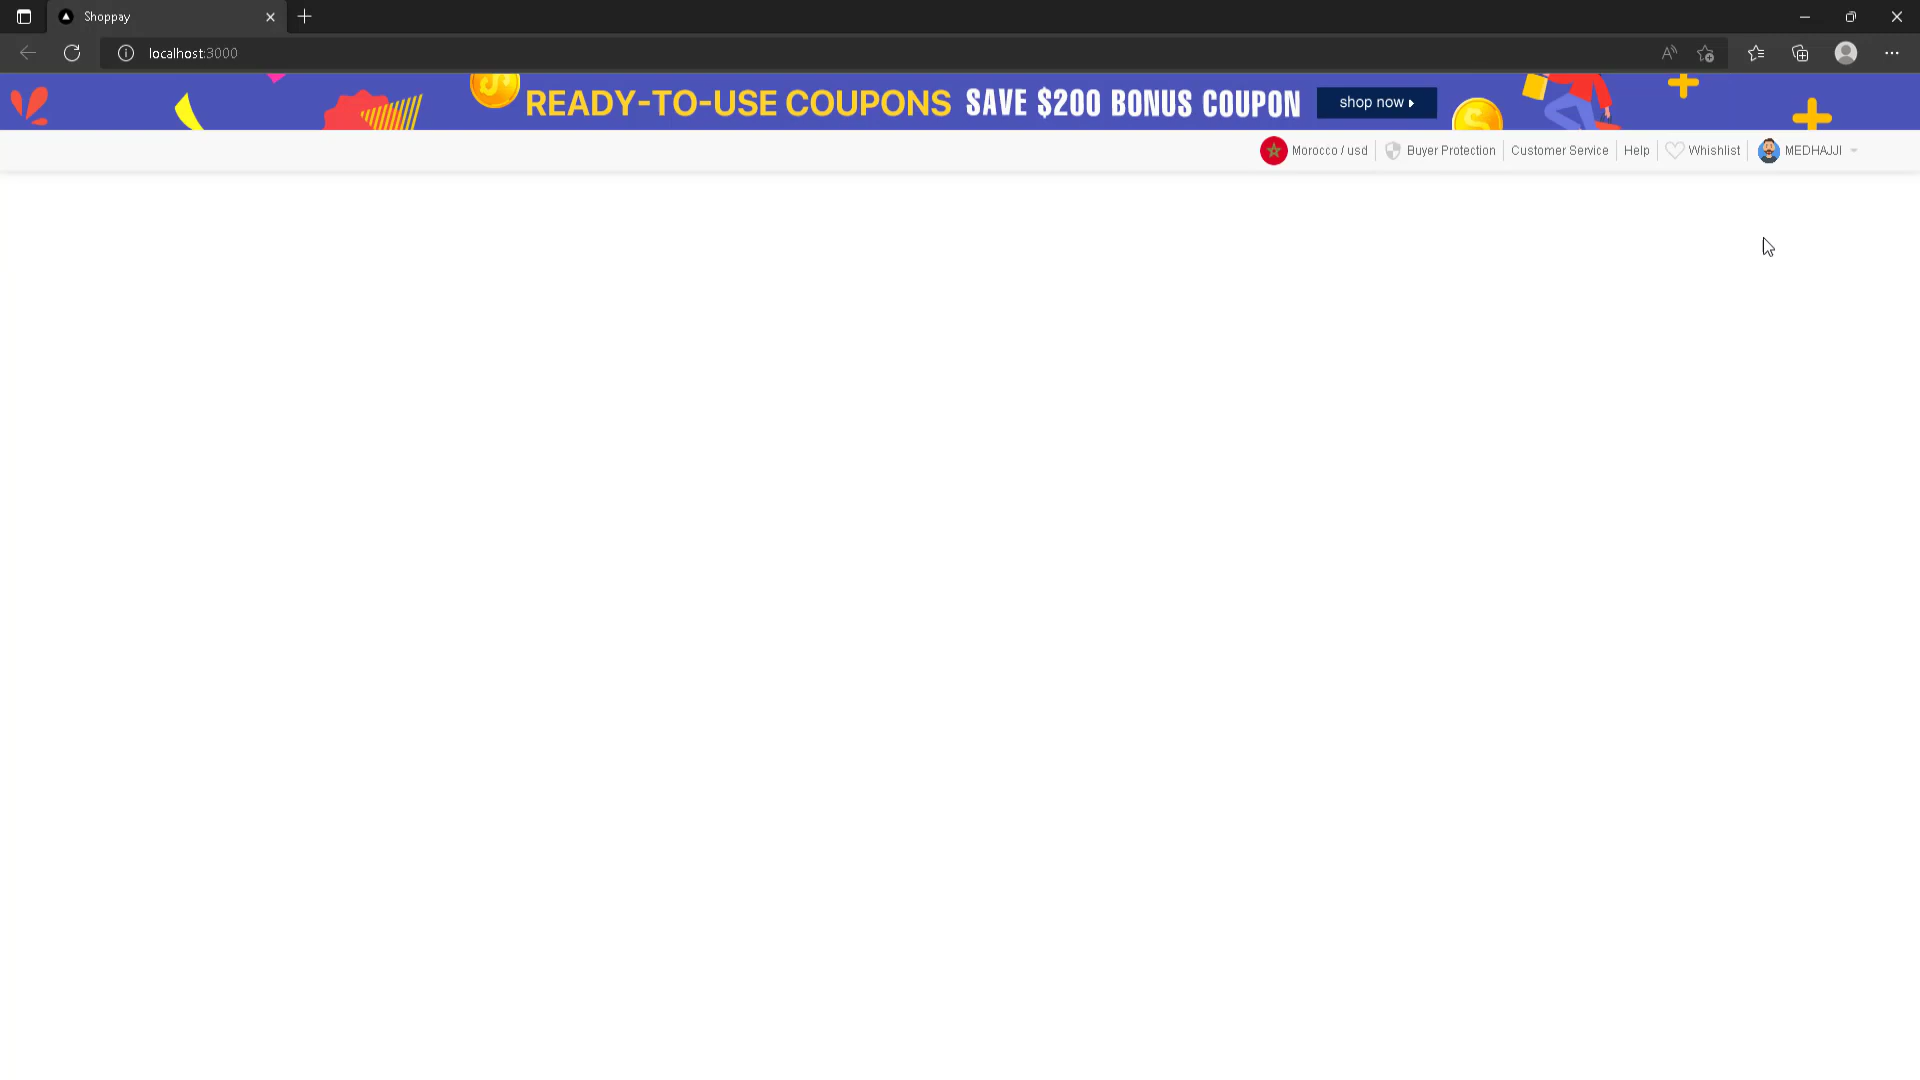 Shoppay
localhost:3000
READY-TO-USE COUPONS SAVE $200 BONUS COUPON shop now
Morocco / usd Buyer Protection Customer Service Help Whishlist MEDHAJJI